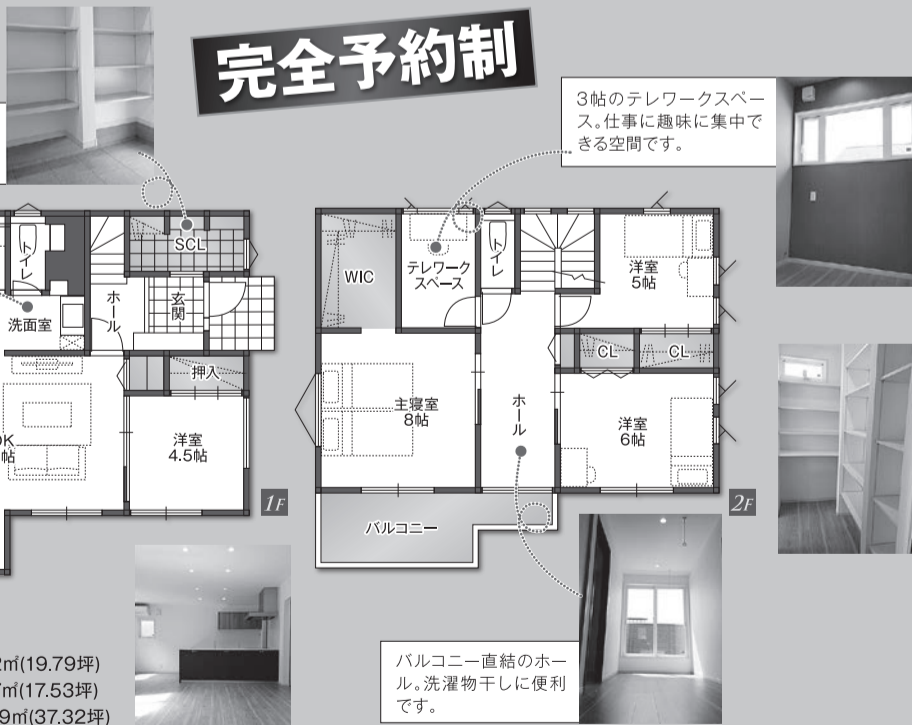 完全予約制
3帖のテレワークスペー
ス。仕事に趣味に集中で
きる空間です。
SCL
トイレ
洗面室
ホール
玄関
押入
洋室
4.5帖
1F
WIC
テレワーク
スペース
トイレ
洋室
5帖
CL
CL
主寝室
8帖
ホール
洋室
6帖
バルコニー
2F
バルコニー直結のホー
ル。洗濯物干しに便利
です。
㎡(19.79坪)
㎡(17.53坪)
9㎡(37.32坪)